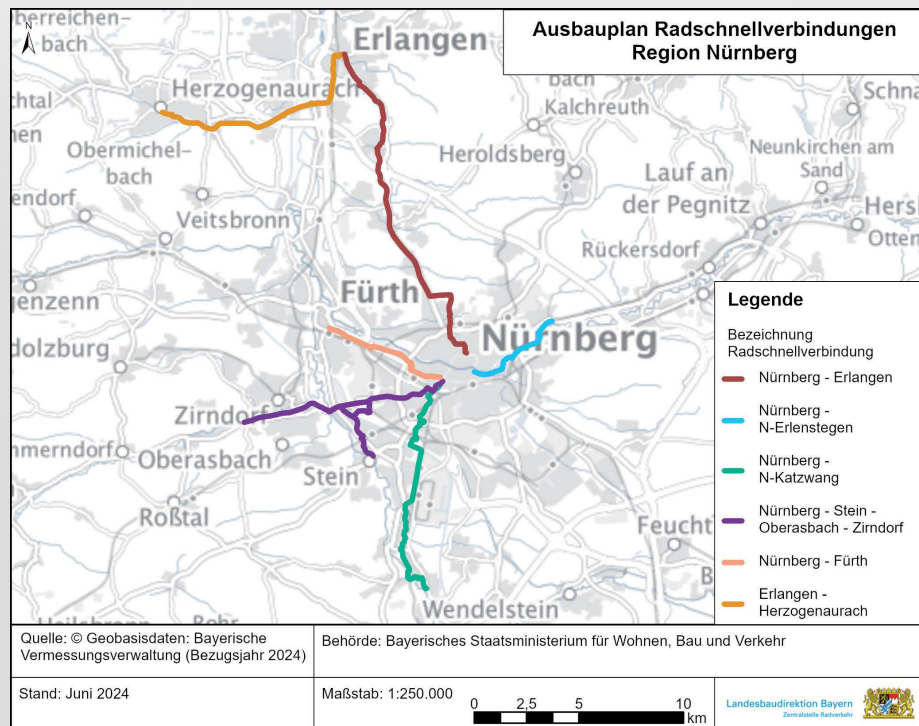 Ausbauplan Radschnellverbindungen
Region Nürnberg
N
Erlangen
bach
Herzogenaurach
Kalchreuth
Obermichel-
bach
Heroldsberg
Neunkirchen am
Sand
Lauf an
der Pegnitz
Veitsbronn
Rückersdorf
Fürth
Nürnberg
Zirndorf
Oberasbach
Stein
Roßtal
Feucht
Wendelstein
Legende
Bezeichnung
Radschnellverbindung
Nürnberg - Erlangen
Nürnberg -
N-Erlenstegen
Nürnberg -
N-Katzwang
Nürnberg - Stein -
Oberasbach - Zirndorf
Nürnberg - Fürth
Erlangen -
Herzogenaurach
Quelle: © Geobasisdaten: Bayerische
Vermessungsverwaltung (Bezugsjahr 2024)
Behörde: Bayerisches Staatsministerium für Wohnen, Bau und Verkehr
Stand: Juni 2024
Maßstab: 1:250.000
0 2,5 5 10
km
Landesbaudirektion Bayern
Zentralstelle Radverkehr